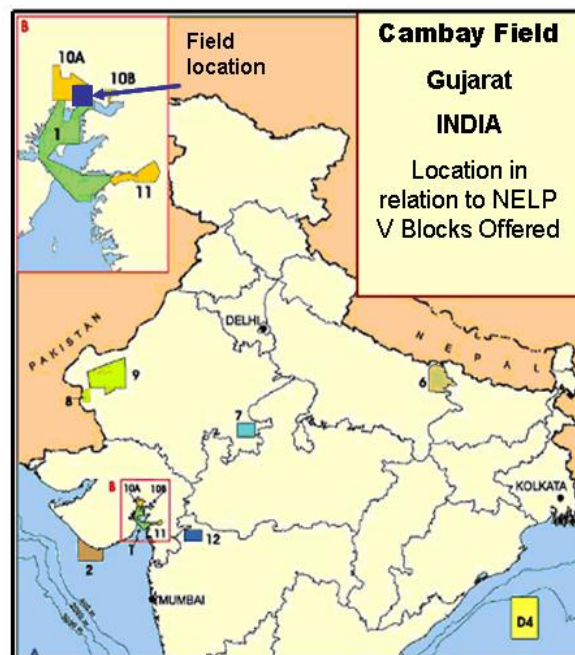 B
10A
10B
1
11
Field
location
Cambay Field
Gujarat
INDIA
Location in
relation to NELP
V Blocks Offered
PAKISTAN
DELHI
NEPAL
9
8
7
6
B
10A
10B
11
1
12
2
KOLKATA
MUMBAI
D4